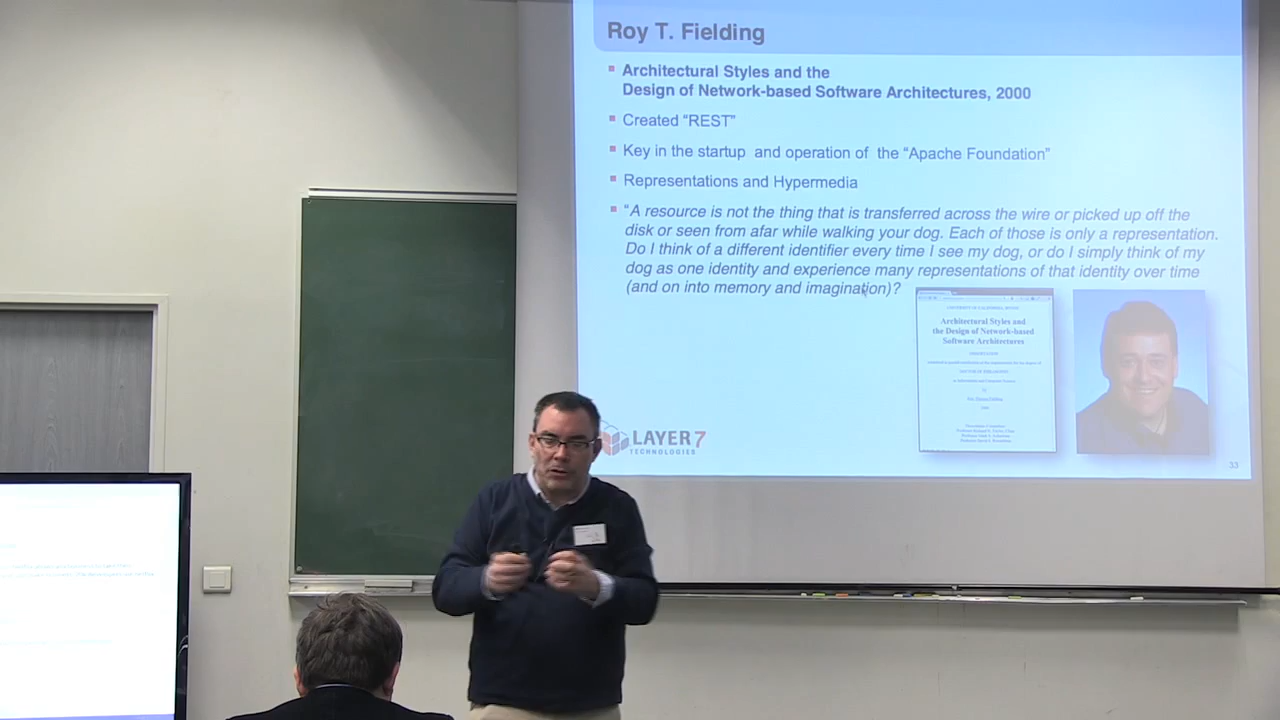 Roy T. Fielding
Architectural Styles and the
Design of Network-based Software Architectures, 2000
Created “REST”
Key in the startup and operation of the “Apache Foundation”
Representations and Hypermedia
“A resource is not the thing that is transferred across the wire or picked up off the
disk or seen from afar while walking your dog. Each of those is only a representation.
Do I think of a different identifier every time I see my dog, or do I simply think of my
dog as one identity and experience many representations of that identity over time
(and on into memory and imagination)?
Architectural Styles and
the Design of Network-based
Software Architectures
LAYER 7
TECHNOLOGIES
33